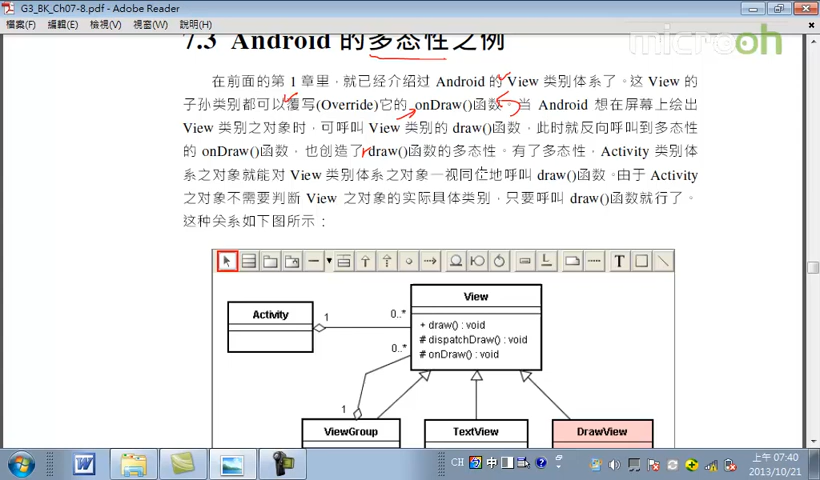 G3_BK_Ch07-8.pdf - Adobe Reader
檔案(F) 編輯(E) 檢視(V) 視窗(W) 說明(H)
microoh
7.3 Android 的多态性之例
在前面的第 1 章里，就已经介绍过 Android 的 View 类别体系了。这 View 的
子孙类别都可以覆写(Override)它的 onDraw()函数。当 Android 想在屏幕上绘出
View 类别之对象时，可呼叫 View 类别的 draw()函数，此时就反向呼叫到多态性
的 onDraw()函数，也创造了 draw()函数的多态性。有了多态性，Activity 类别体
系之对象就能对 View 类别体系之对象一视同位地呼叫 draw()函数。由于 Activity
之对象不需要判断 View 之对象的实际具体类别，只要呼叫 draw()函数就行了。
这种关系如下图所示：
T
View
Activity
1
0..*
+ draw() : void
# dispatchDraw() : void
# onDraw() : void
0..*
1
ViewGroup
TextView
DrawView
CH 中
上午 07:40
2013/10/21